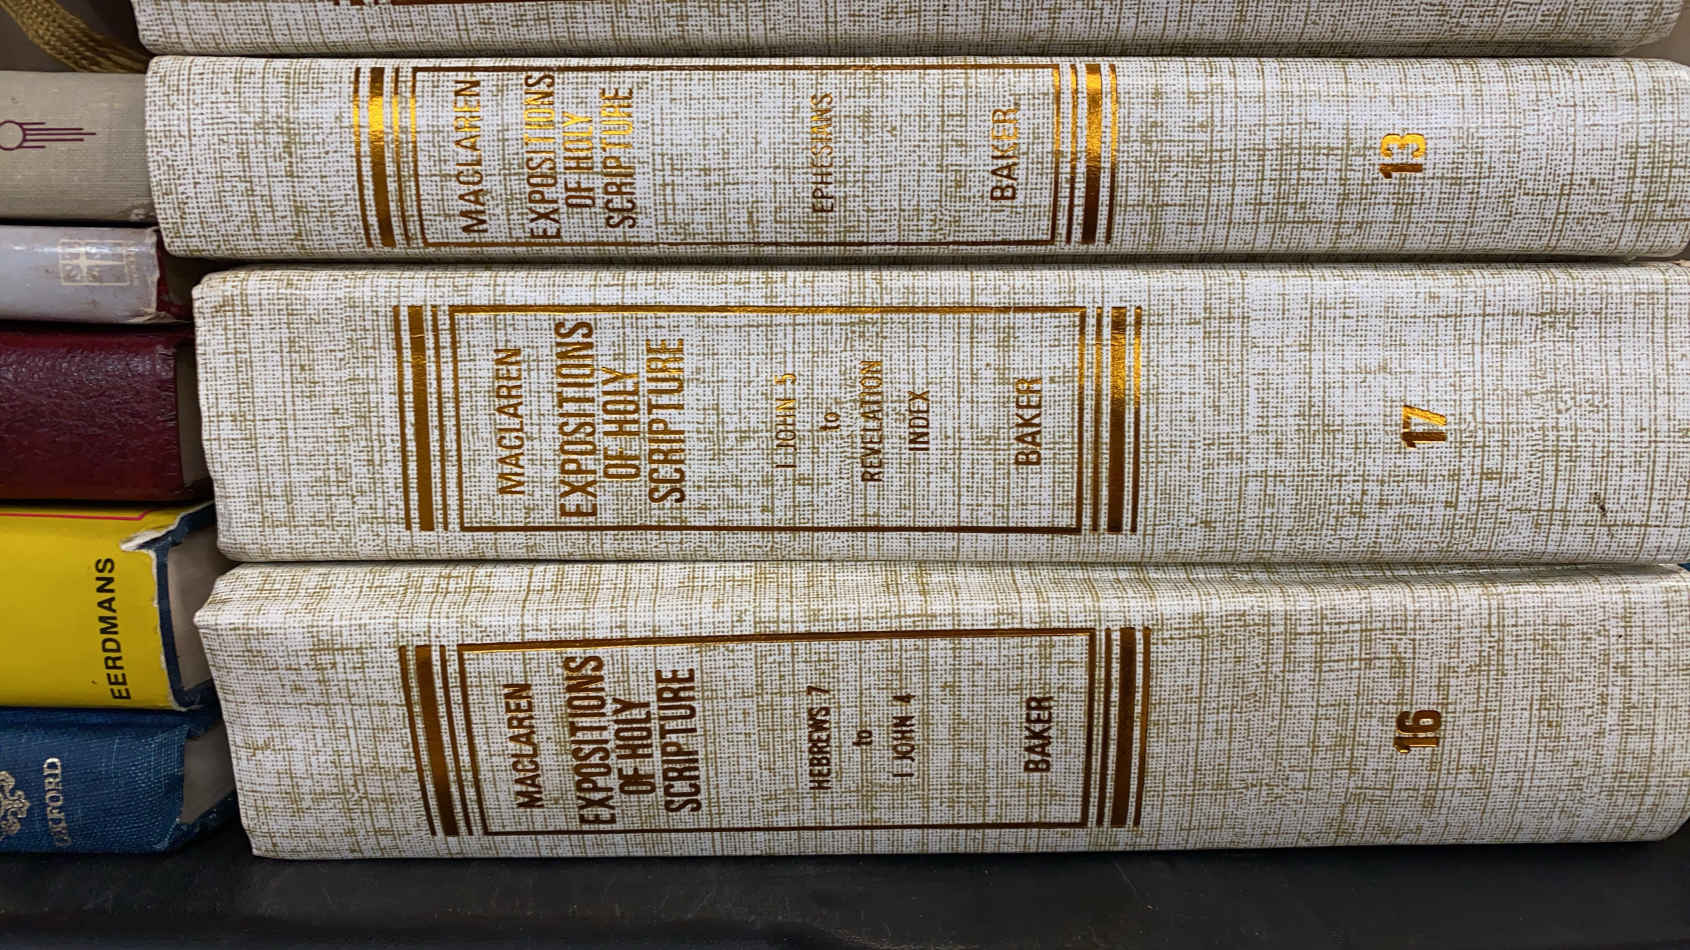 MACLAREN
EXPOSITIONS
OF HOLY
SCRIPTURE
EPHESIANS
BAKER
13
MACLAREN
EXPOSITIONS
OF HOLY
SCRIPTURE
I JOHN 5
to
REVELATION
INDEX
BAKER
17
MACLAREN
EXPOSITIONS
OF HOLY
SCRIPTURE
HEBREWS 7
to
I JOHN 4
BAKER
16
EERDMANS
OXFORD